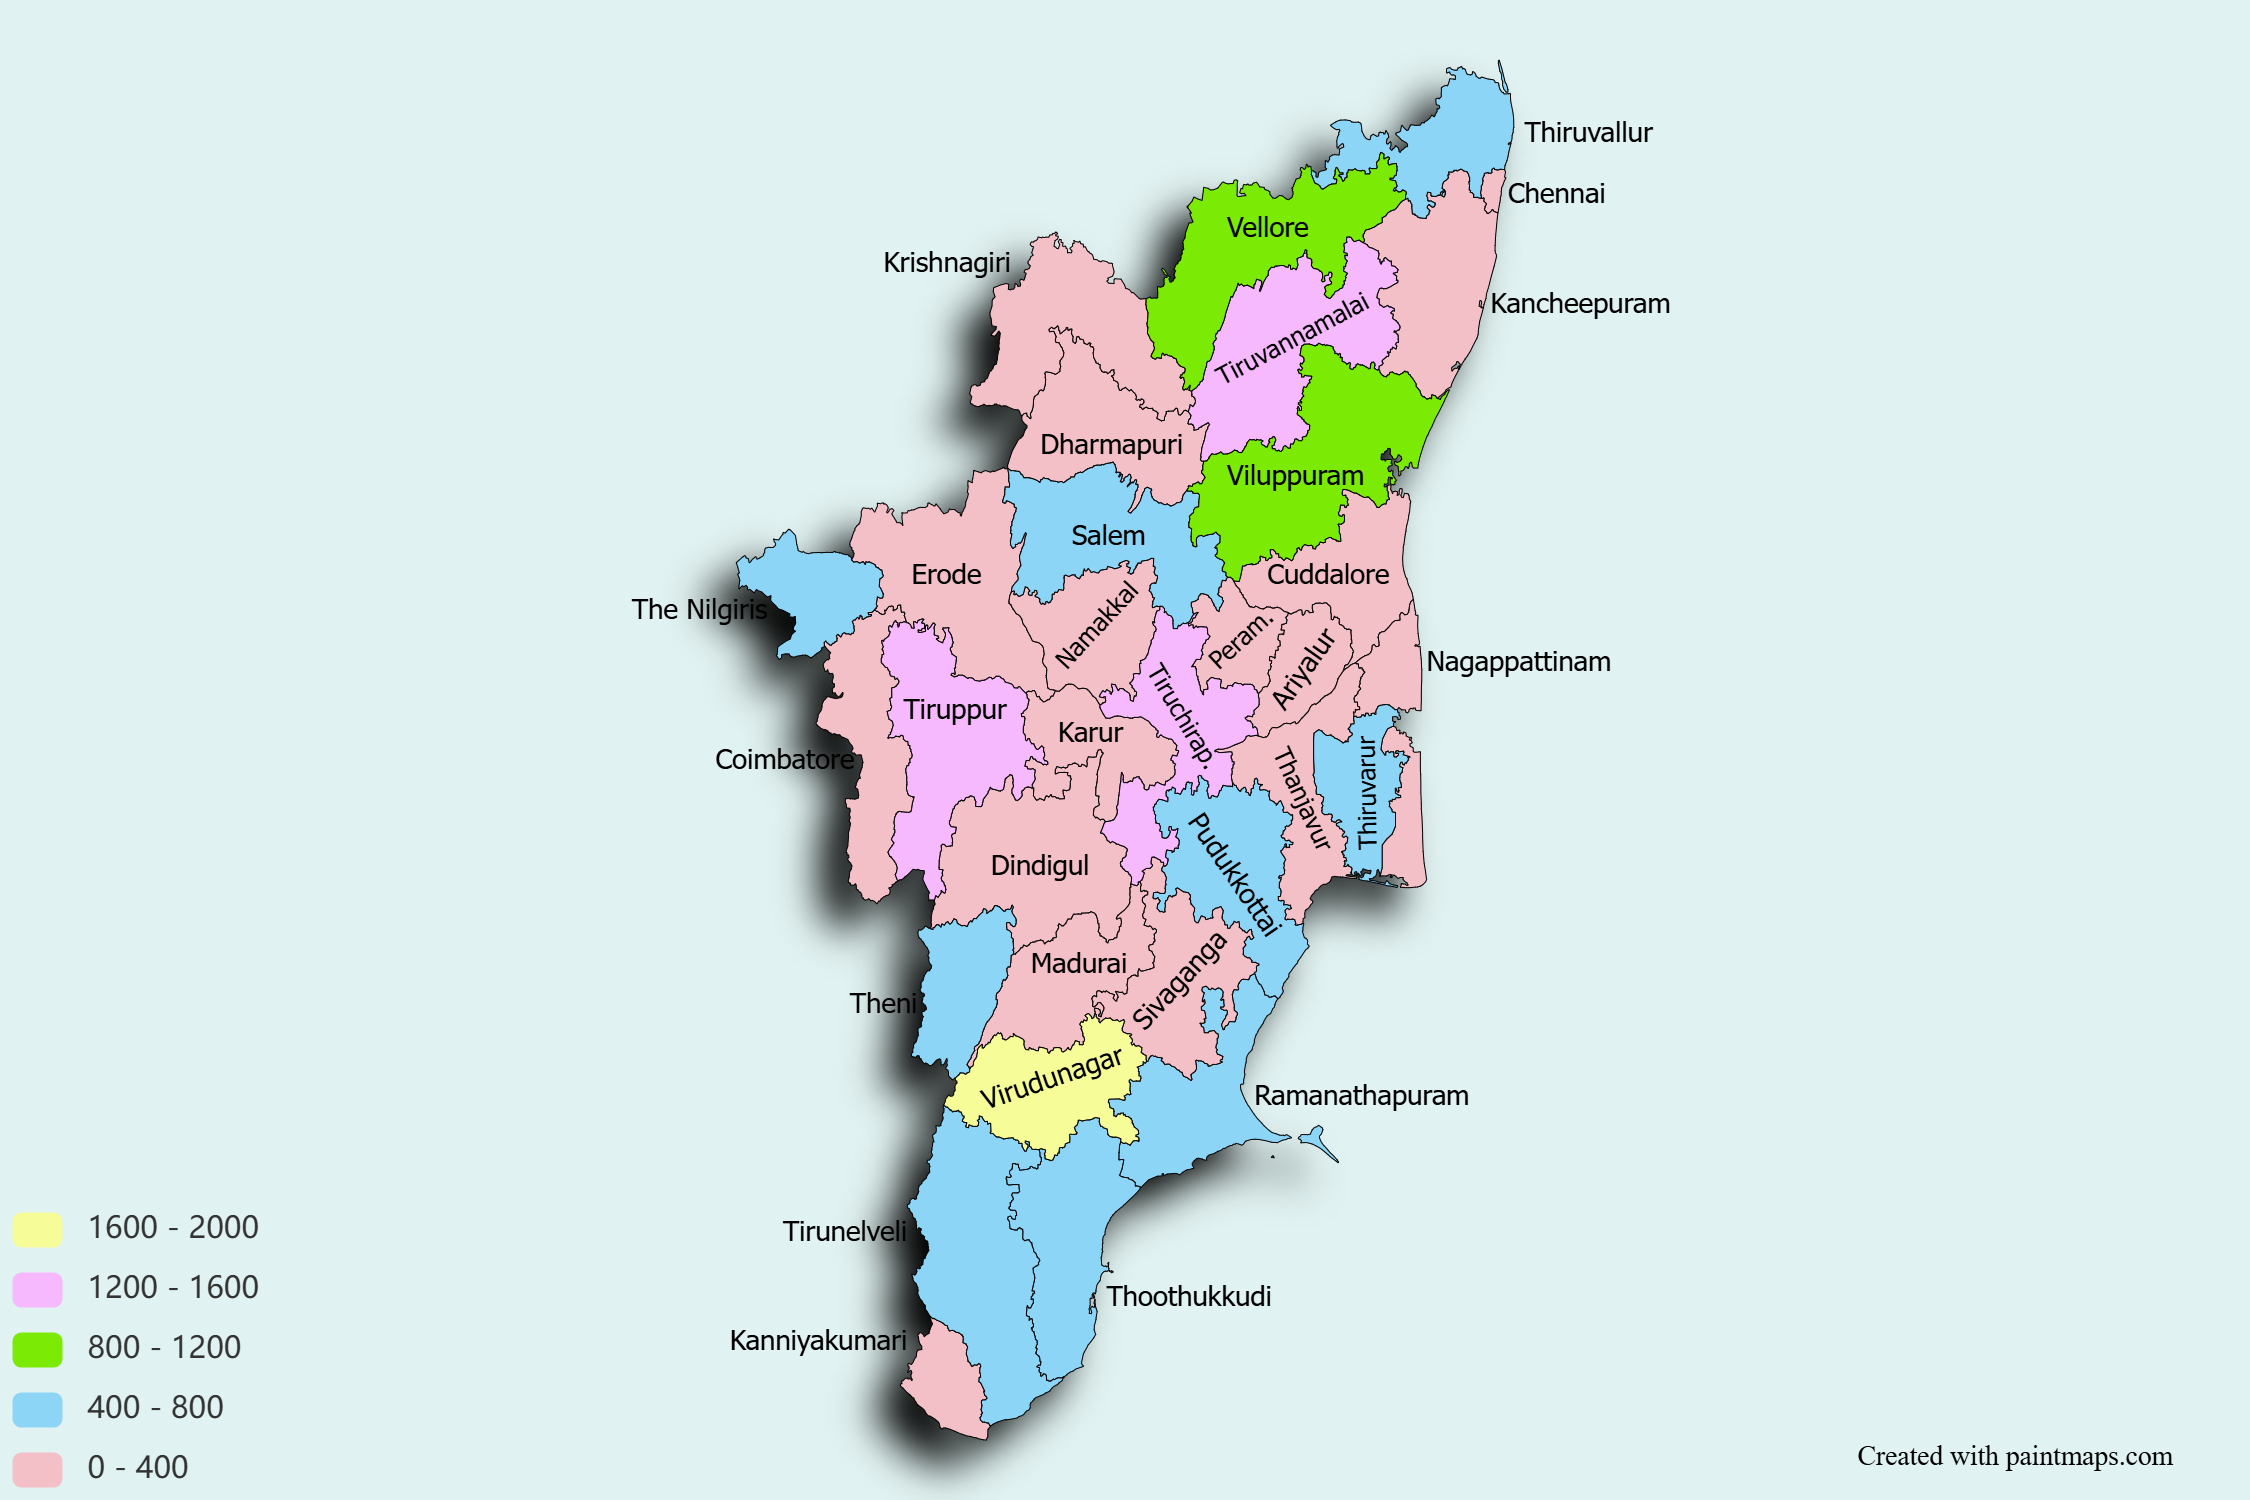 Thiruvallur
Chennai
Vellore
Krishnagiri
Kancheepuram
Tiruvannamalai
Dharmapuri
Viluppuram
Salem
Erode
Cuddalore
The Nilgiris
Namakkal
Peram.
Ariyalur
Nagappattinam
Tiruppur
Tiruchirap.
Karur
Coimbatore
Thanjavur
Thiruvarur
Dindigul
Pudukkottai
Madurai
Sivaganga
Theni
Virudunagar
Ramanathapuram
Tirunelveli
Thoothukkudi
Kanniyakumari
1600 - 2000
1200 - 1600
800 - 1200
400 - 800
0 - 400
Created with paintmaps.com